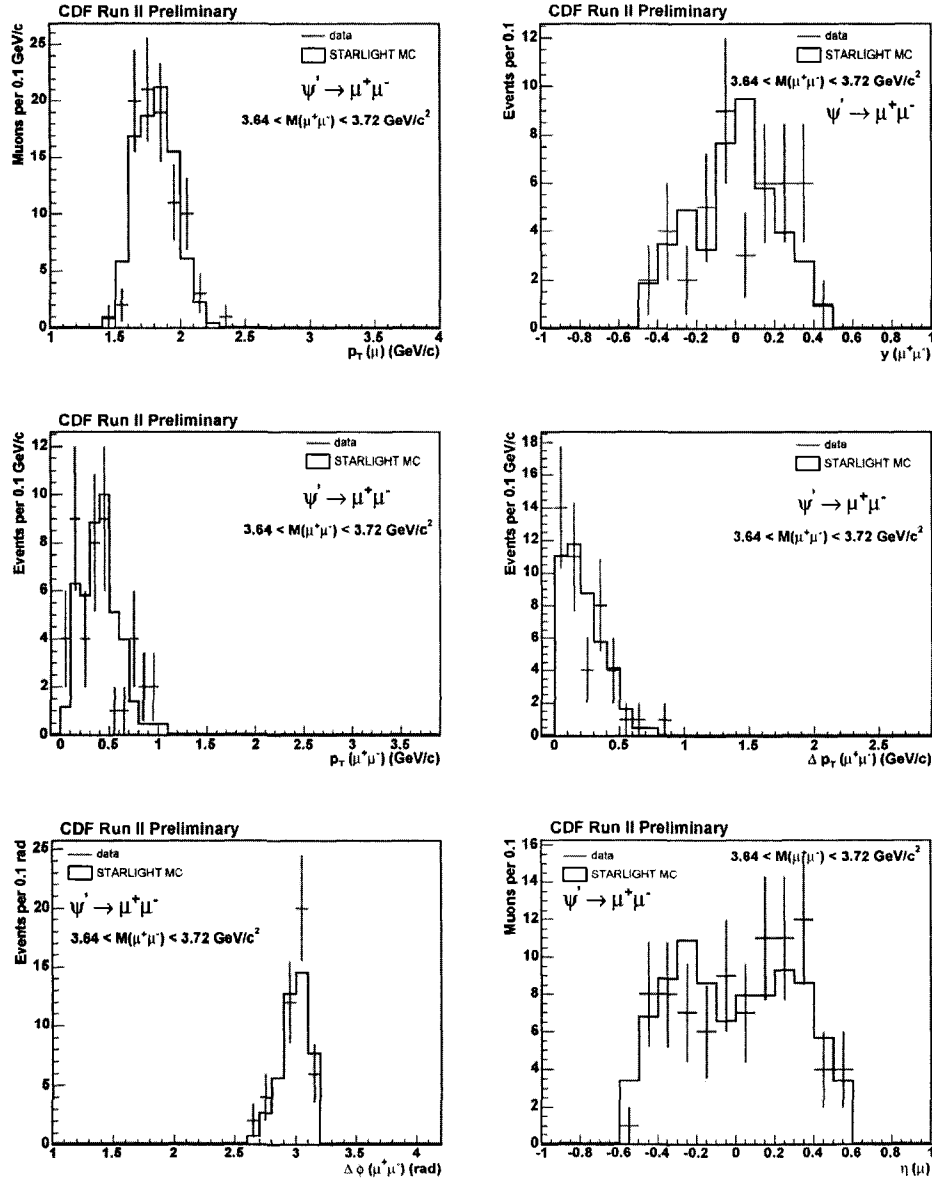 CDF Run II Preliminary
Muons per 0.1 GeV/c
25
20
15
10
5
0
data
STARLIGHT MC
ψ' → μ+μ-
3.64 < M(μ+μ-) < 3.72 GeV/c²
1 1.5 2 2.5 3 3.5 4
pT (μ) (GeV/c)
CDF Run II Preliminary
Events per 0.1
12
10
8
6
4
2
0
data
STARLIGHT MC
3.64 < M(μ+μ-) < 3.72 GeV/c²
ψ' → μ+μ-
-1 -0.8 -0.6 -0.4 -0.2 0 0.2 0.4 0.6 0.8 1
y (μ+μ-)
CDF Run II Preliminary
Events per 0.1 GeV/c
12
10
8
6
4
2
0
data
STARLIGHT MC
ψ' → μ+μ-
3.64 < M(μ+μ-) < 3.72 GeV/c²
0 0.5 1 1.5 2 2.5 3 3.5
pT (μ+μ-) (GeV/c)
CDF Run II Preliminary
Events per 0.1 GeV/c
18
16
14
12
10
8
6
4
2
0
data
STARLIGHT MC
ψ' → μ+μ-
3.64 < M(μ+μ-) < 3.72 GeV/c²
0 0.5 1 1.5 2 2.5
Δ pT (μ+μ-) (GeV/c)
CDF Run II Preliminary
Events per 0.1 rad
25
20
15
10
5
0
data
STARLIGHT MC
ψ' → μ+μ-
3.64 < M(μ+μ-) < 3.72 GeV/c²
1 1.5 2 2.5 3 3.5 4
Δ ϕ (μ+μ-) (rad)
CDF Run II Preliminary
Muons per 0.1
16
14
12
10
8
6
4
2
0
data
STARLIGHT MC
ψ' → μ+μ-
3.64 < M(μ+μ-) < 3.72 GeV/c²
-1 -0.8 -0.6 -0.4 -0.2 0 0.2 0.4 0.6 0.8 1
η (μ)